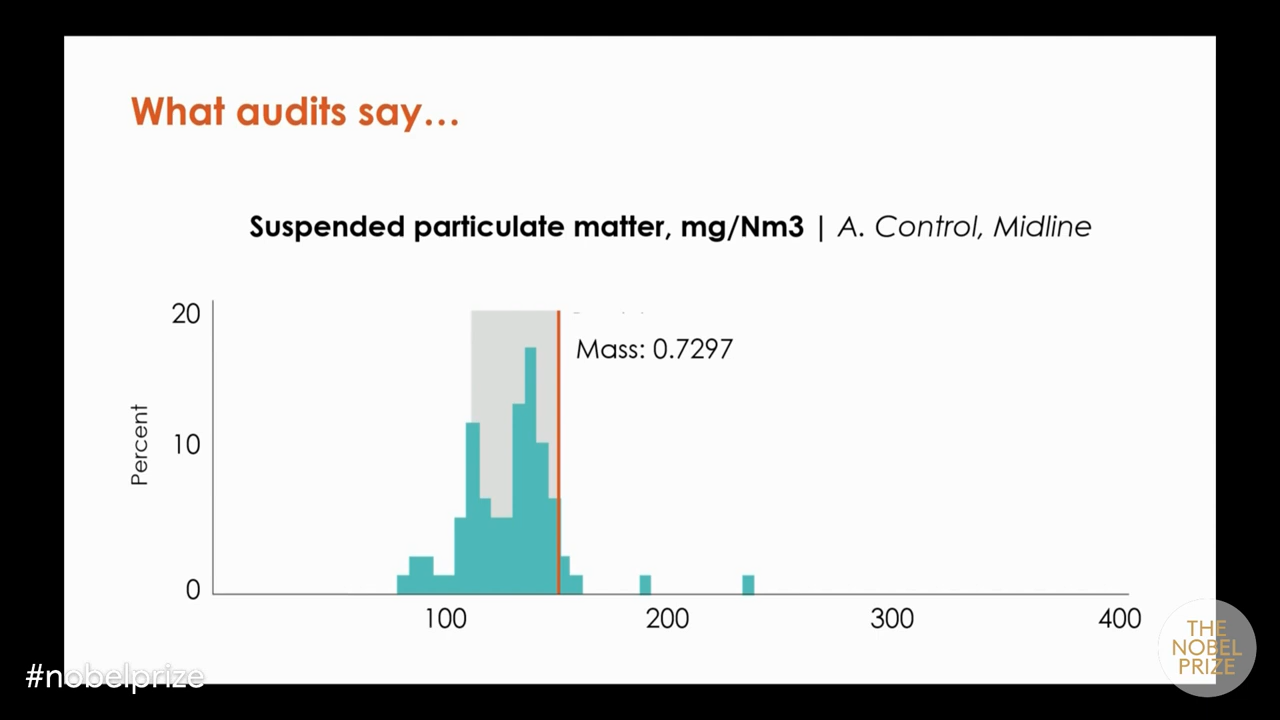 What audits say...
Suspended particulate matter, mg/Nm3 | A. Control, Midline
20
Mass: 0.7297
10
Percent
0
100 200 300 400
THE
NOBEL
PRIZE
#nobelprize